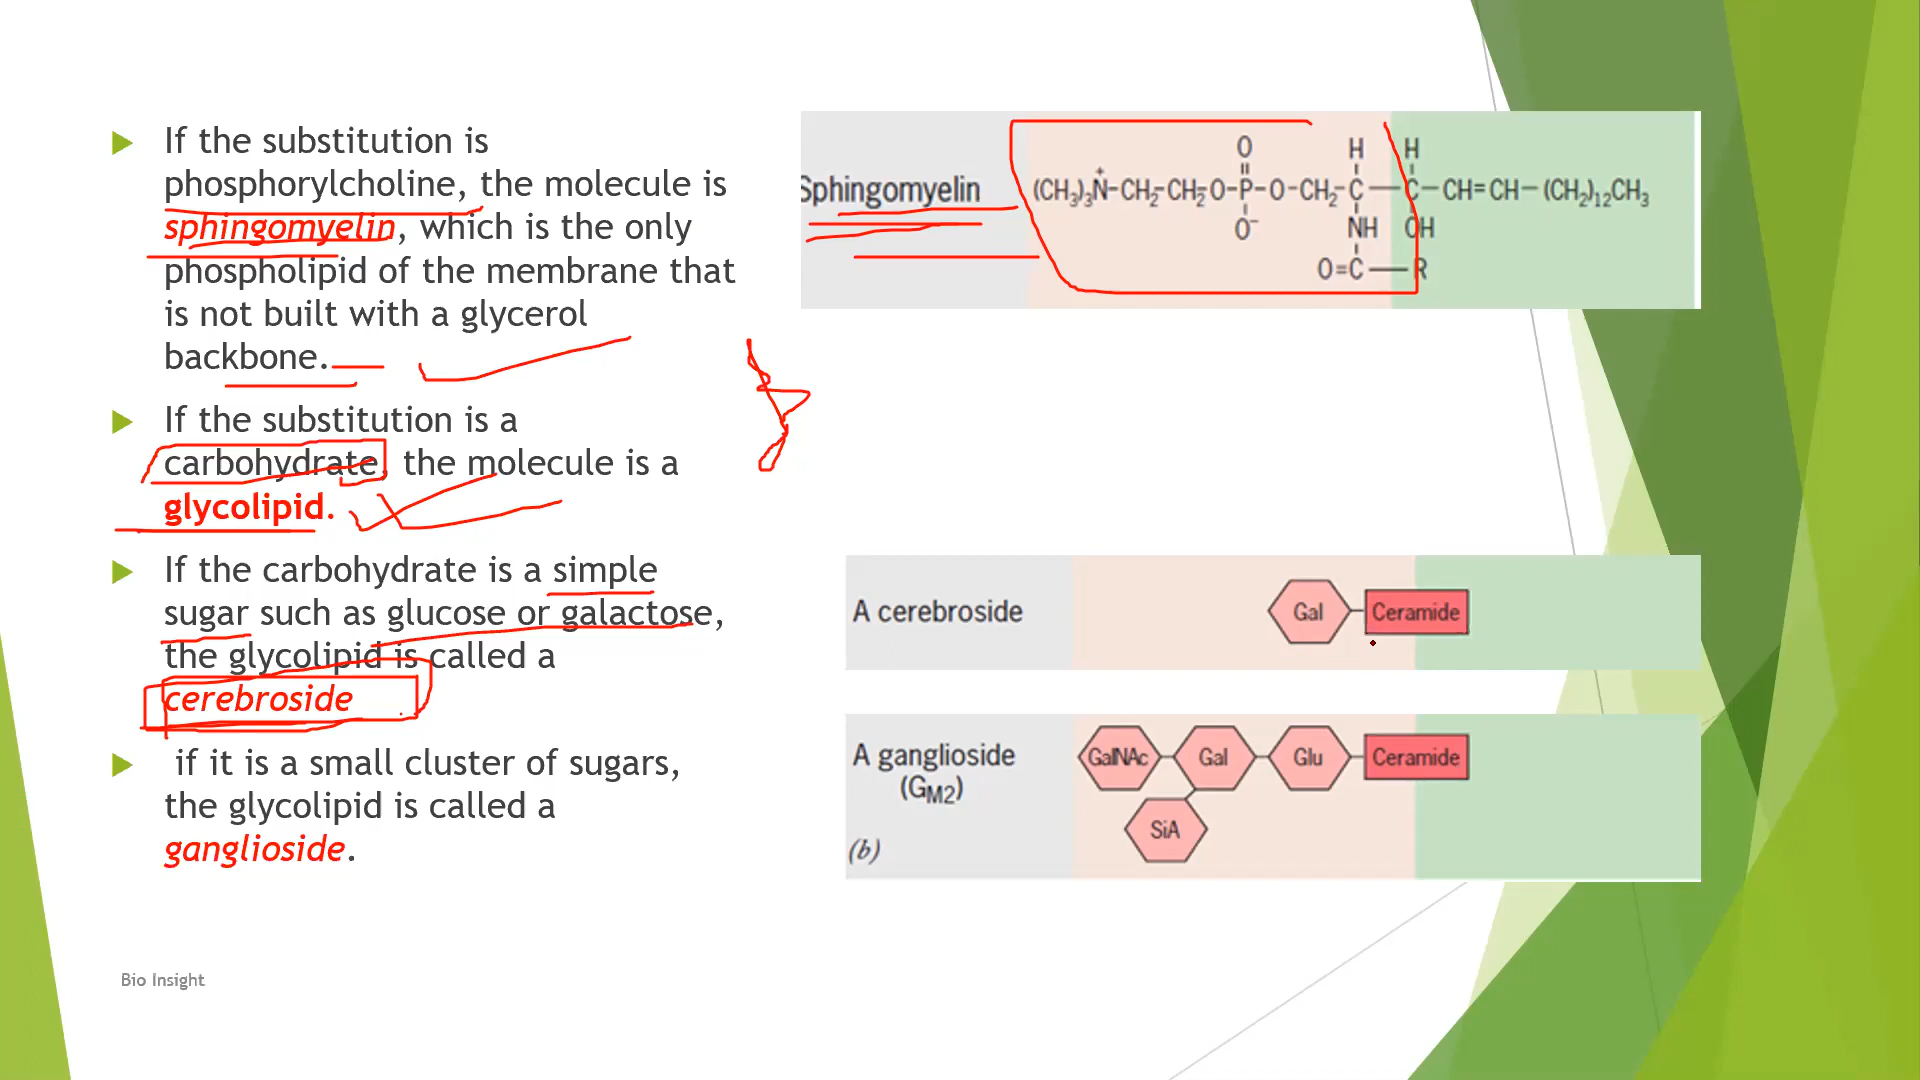 If the substitution is
phosphorylcholine, the molecule is
sphingomyelin, which is the only
phospholipid of the membrane that
is not built with a glycerol
backbone.
If the substitution is a
carbohydrate, the molecule is a
glycolipid.
If the carbohydrate is a simple
sugar such as glucose or galactose,
the glycolipid is called a
cerebroside
if it is a small cluster of sugars,
the glycolipid is called a
ganglioside.
Bio Insight
O H H
Sphingomyelin (CH₃)₃N⁺-CH₂-CH₂-O-P-O-CH₂-C—C-CH=CH-(CH₂)₁₂CH₃
O⁻ NH OH
O=C—R
A cerebroside Gal Ceramide
A ganglioside GalNAc Gal Glu Ceramide
(GM2)
SiA
(b)